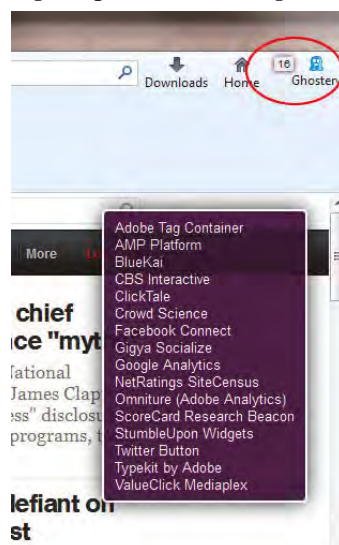 16
Downloads Home Ghostery
More
Adobe Tag Container
AMP Platform
BlueKai
CBS Interactive
ClickTale
Crowd Science
Facebook Connect
Gigya Socialize
Google Analytics
NetRatings SiteCensus
Omniture (Adobe Analytics)
ScoreCard Research Beacon
StumbleUpon Widgets
Twitter Button
Typekit by Adobe
ValueClick Mediaplex
chief
ce "myt
National
James Clap
ess" disclosu
programs, t
defiant on
st